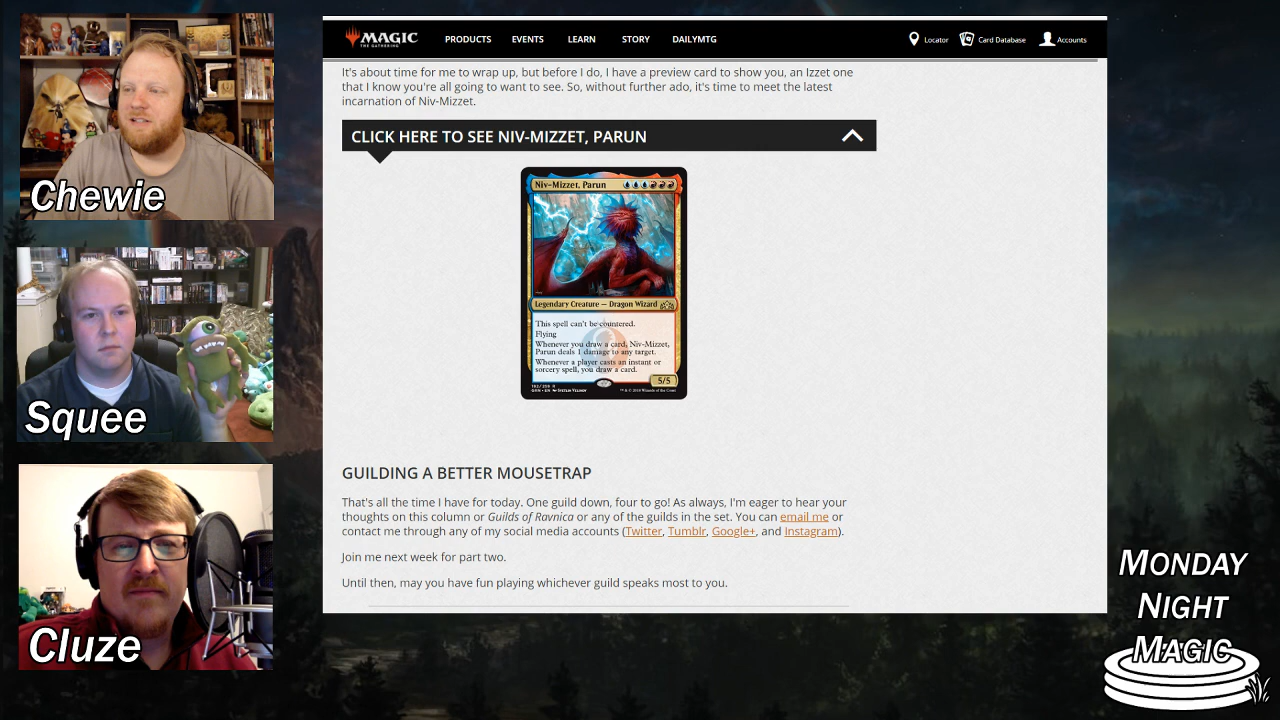 Chewie
Squee
Cluze
MAGIC
THE GATHERING
PRODUCTS EVENTS LEARN STORY DAILYMTG
Locator Card Database Accounts
It's about time for me to wrap up, but before I do, I have a preview card to show you, an Izzet one
that I know you're all going to want to see. So, without further ado, it's time to meet the latest
incarnation of Niv-Mizzet.
CLICK HERE TO SEE NIV-MIZZET, PARUN
Niv-Mizzet, Parun
Legendary Creature — Dragon Wizard
This spell can't be countered.
Flying
Whenever you draw a card, Niv-Mizzet,
Parun deals 1 damage to any target.
Whenever a player casts an instant or
sorcery spell, you draw a card.
5/5
GUILDING A BETTER MOUSETRAP
That's all the time I have for today. One guild down, four to go! As always, I'm eager to hear your
thoughts on this column or Guilds of Ravnica or any of the guilds in the set. You can email me or
contact me through any of my social media accounts (Twitter, Tumblr, Google+, and Instagram).
Join me next week for part two.
Until then, may you have fun playing whichever guild speaks most to you.
MONDAY
NIGHT
MAGIC